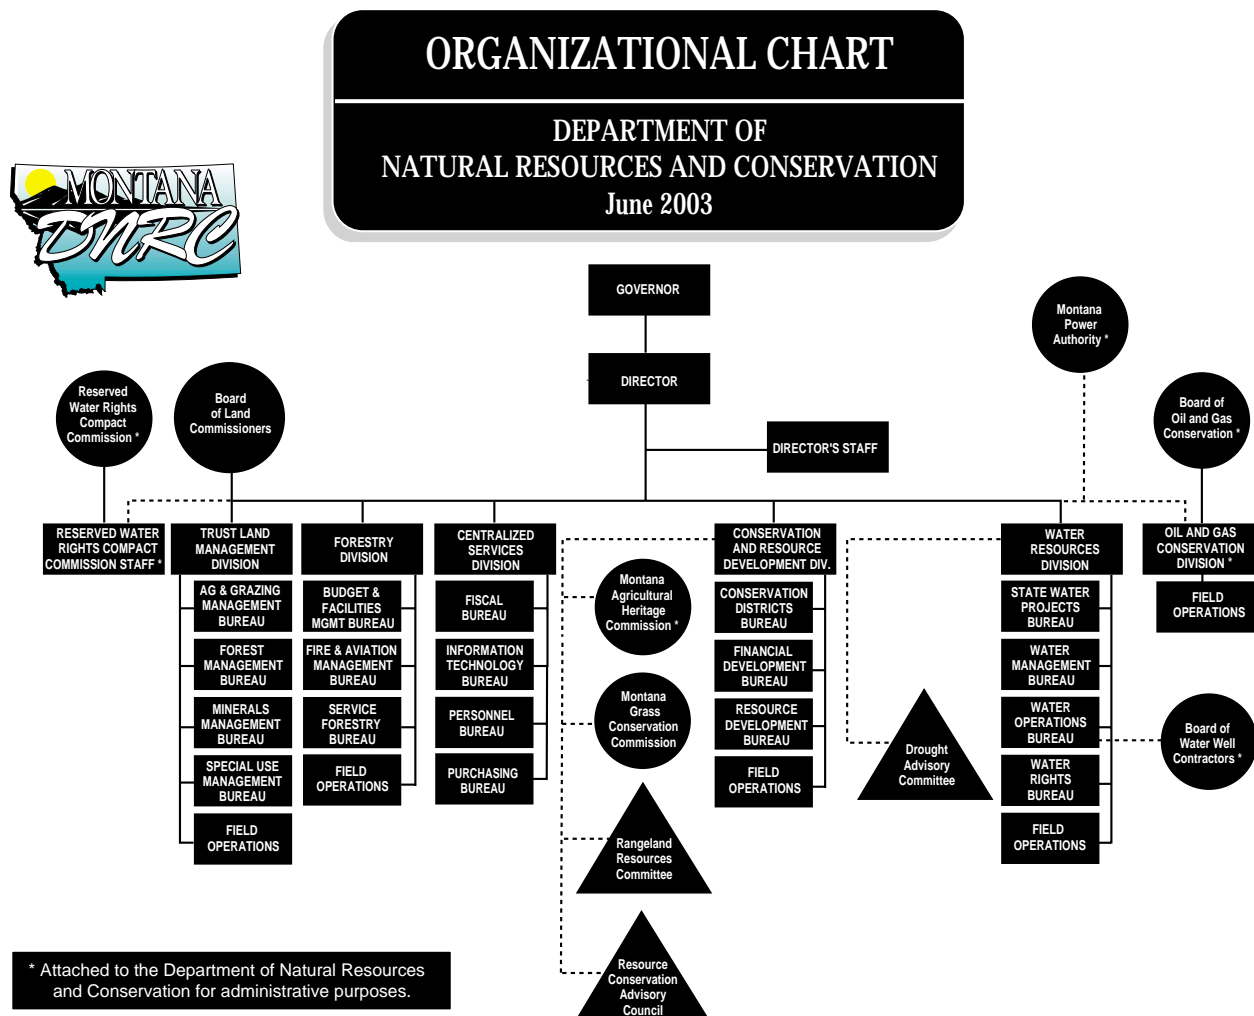 ORGANIZATIONAL CHART
DEPARTMENT OF
NATURAL RESOURCES AND CONSERVATION
June 2003
MONTANA
DNRC
GOVERNOR
DIRECTOR
DIRECTOR'S STAFF
Montana
Power
Authority *
Reserved
Water Rights
Compact
Commission *
Board
of Land
Commissioners
Board of
Oil and Gas
Conservation *
RESERVED WATER
RIGHTS COMPACT
COMMISSION STAFF *
TRUST LAND
MANAGEMENT
DIVISION
AG & GRAZING
MANAGEMENT
BUREAU
FOREST
MANAGEMENT
BUREAU
MINERALS
MANAGEMENT
BUREAU
SPECIAL USE
MANAGEMENT
BUREAU
FIELD
OPERATIONS
FORESTRY
DIVISION
BUDGET &
FACILITIES
MGMT BUREAU
FIRE & AVIATION
MANAGEMENT
BUREAU
SERVICE
FORESTRY
BUREAU
FIELD
OPERATIONS
CENTRALIZED
SERVICES
DIVISION
FISCAL
BUREAU
INFORMATION
TECHNOLOGY
BUREAU
PERSONNEL
BUREAU
PURCHASING
BUREAU
Montana
Agricultural
Heritage
Commission *
Montana
Grass
Conservation
Commission
Rangeland
Resources
Committee
Resource
Conservation
Advisory
Council
CONSERVATION
AND RESOURCE
DEVELOPMENT DIV.
CONSERVATION
DISTRICTS
BUREAU
FINANCIAL
DEVELOPMENT
BUREAU
RESOURCE
DEVELOPMENT
BUREAU
FIELD
OPERATIONS
Drought
Advisory
Committee
WATER
RESOURCES
DIVISION
STATE WATER
PROJECTS
BUREAU
WATER
MANAGEMENT
BUREAU
WATER
OPERATIONS
BUREAU
WATER
RIGHTS
BUREAU
FIELD
OPERATIONS
OIL AND GAS
CONSERVATION
DIVISION *
FIELD
OPERATIONS
Board of
Water Well
Contractors *
* Attached to the Department of Natural Resources
and Conservation for administrative purposes.